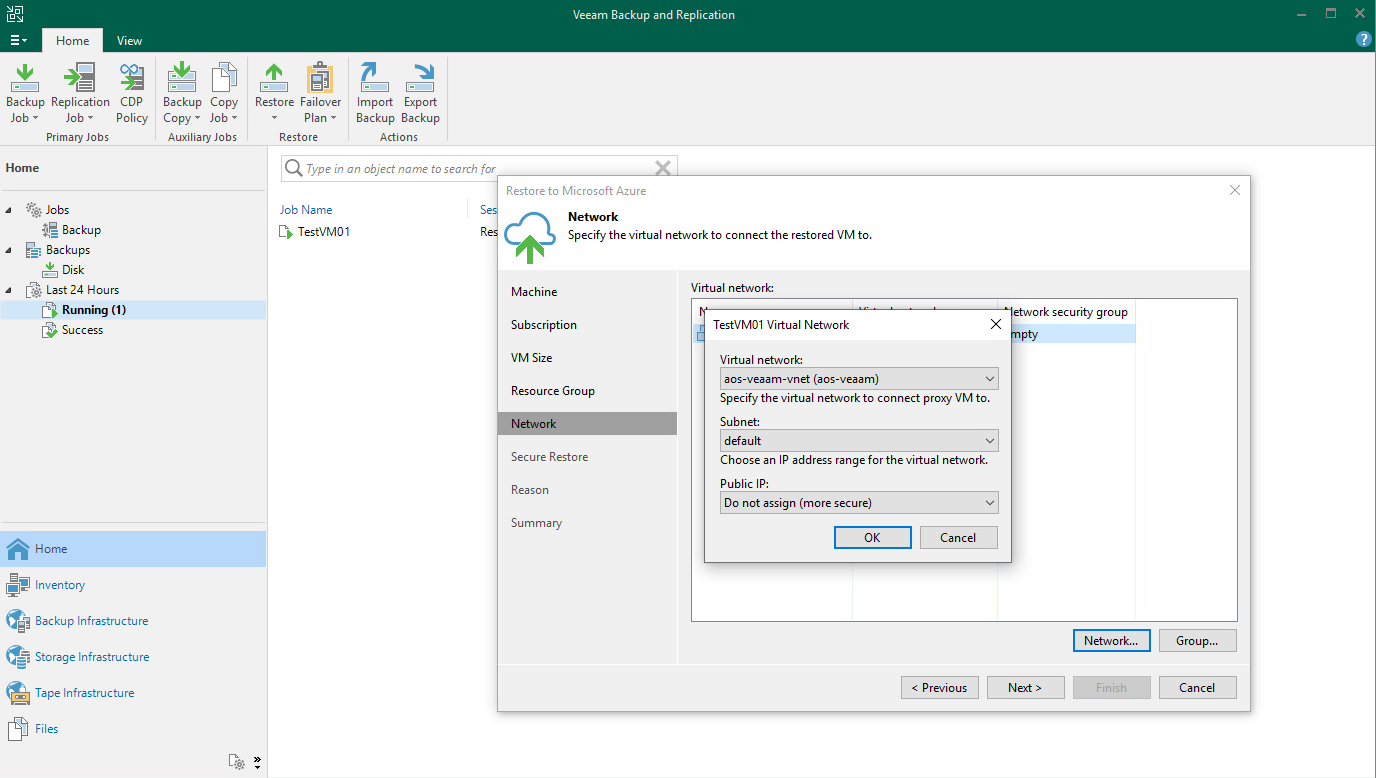 Veeam Backup and Replication
Home View
?
Backup Job
Replication Job
CDP Policy
Primary Jobs
Backup Copy
Copy Job
Auxiliary Jobs
Restore
Failover Plan
Restore
Import Backup
Export Backup
Actions
Home
Jobs
Backup
Backups
Disk
Last 24 Hours
Running (1)
Success
Home
Inventory
Backup Infrastructure
Storage Infrastructure
Tape Infrastructure
Files
Type in an object name to search for
Job Name
TestVM01
Restore to Microsoft Azure
Network
Specify the virtual network to connect the restored VM to.
Machine
Subscription
VM Size
Resource Group
Network
Secure Restore
Reason
Summary
Virtual network:
Network security group
TestVM01 Virtual Network
Virtual network:
aos-veaam-vnet (aos-veaam)
Specify the virtual network to connect proxy VM to.
Subnet:
default
Choose an IP address range for the virtual network.
Public IP:
Do not assign (more secure)
OK Cancel
Network... Group...
< Previous Next > Finish Cancel